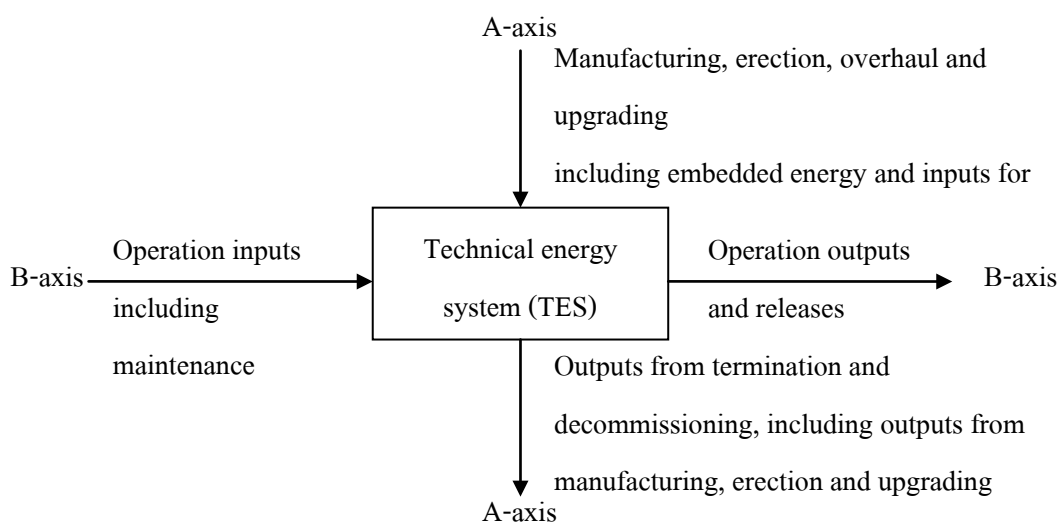 A-axis
Manufacturing, erection, overhaul and
upgrading
including embedded energy and inputs for
B-axis
Operation inputs
including
maintenance
Technical energy
system (TES)
Operation outputs
and releases
B-axis
Outputs from termination and
decommissioning, including outputs from
manufacturing, erection and upgrading
A-axis